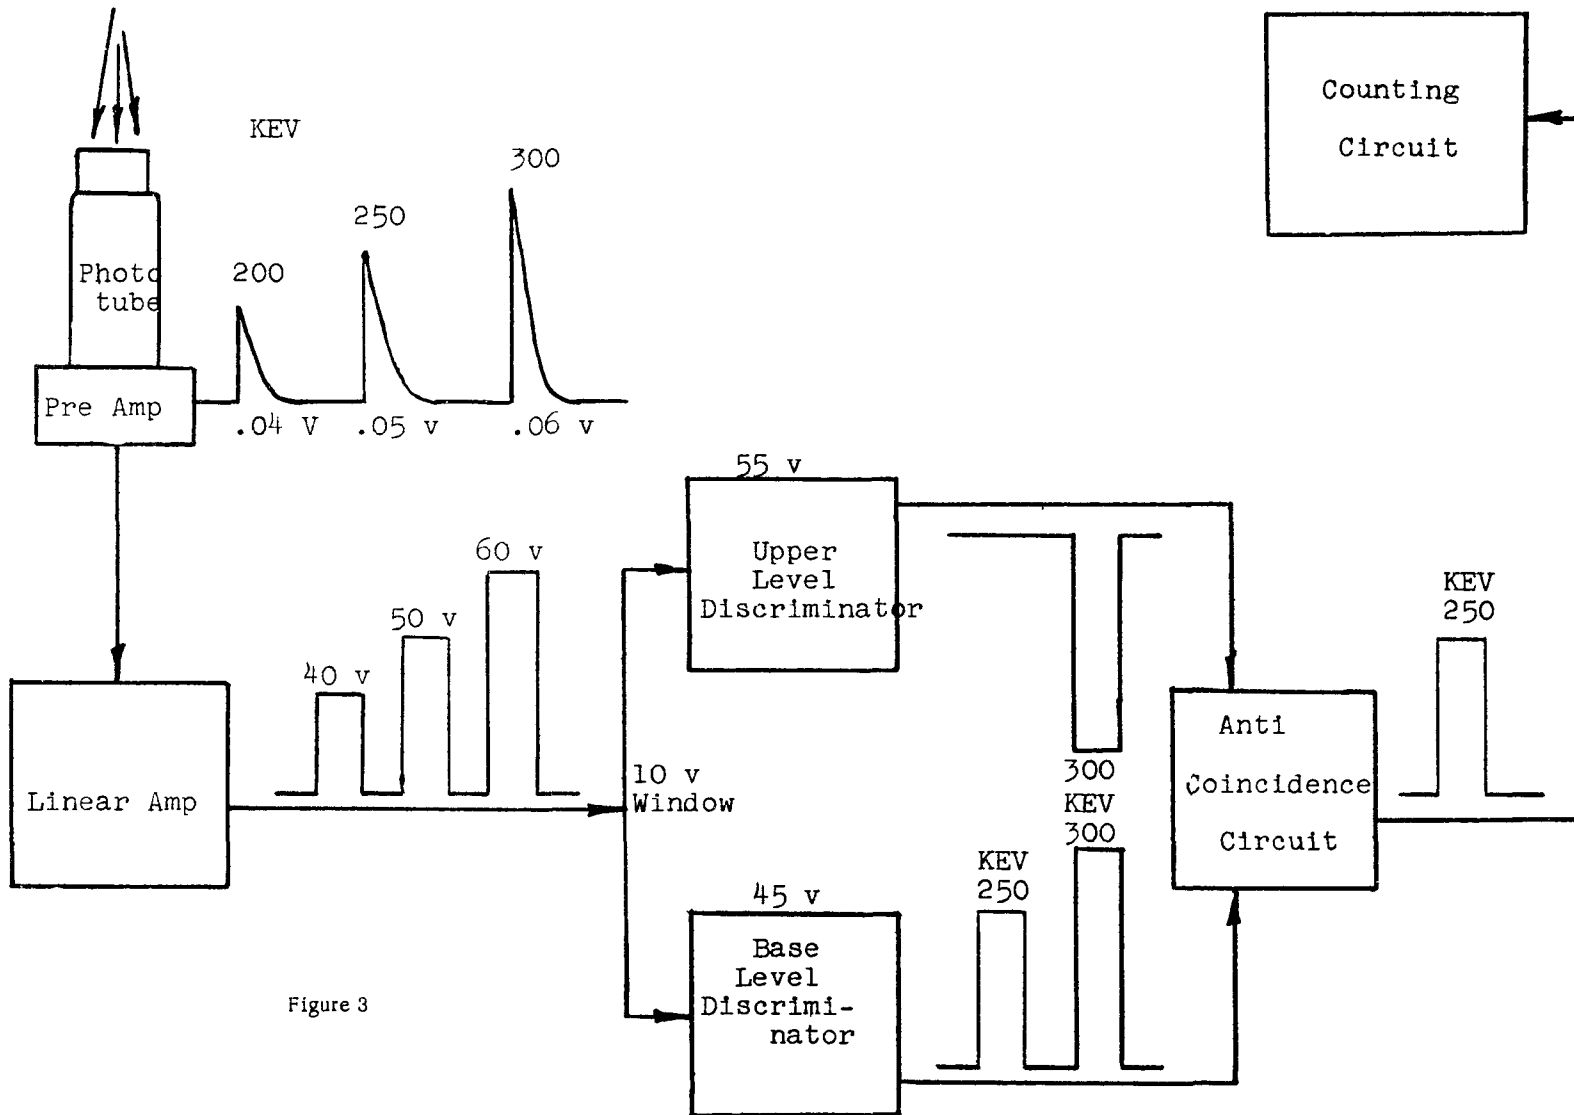 KEV
200
250
300
Photo
tube
Pre Amp
.04 V
.05 v
.06 v
Counting
Circuit
Linear Amp
40 v
50 v
60 v
10 v
Window
55 v
Upper
Level
Discriminator
300
KEV
45 v
Base
Level
Discrimi-
nator
KEV
250
300
Anti
Coincidence
Circuit
KEV
250
Figure 3